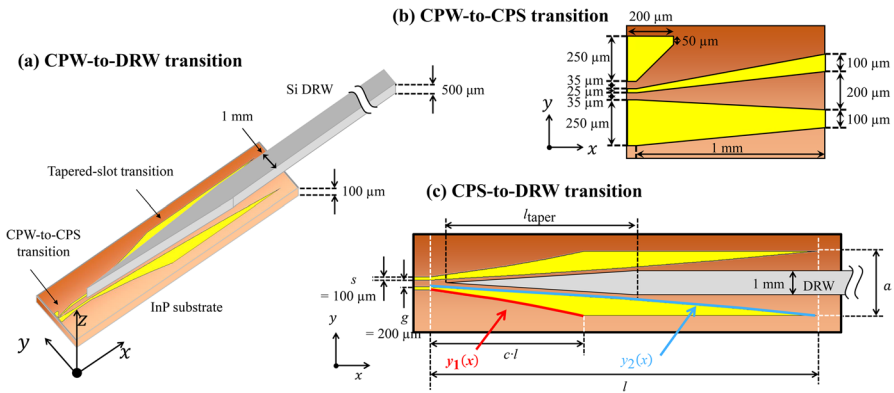 (a) CPW-to-DRW transition
Si DRW
500 µm
1 mm
Tapered-slot transition
100 µm
CPW-to-CPS
transition
InP substrate
z
y
x
(b) CPW-to-CPS transition
200 µm
50 µm
250 µm
35 µm
25 µm
35 µm
250 µm
100 µm
200 µm
100 µm
1 mm
y
x
(c) CPS-to-DRW transition
l taper
s
= 100 µm
g
= 200 µm
1 mm
DRW
a
y
x
y₁(x)
y₂(x)
c·l
l